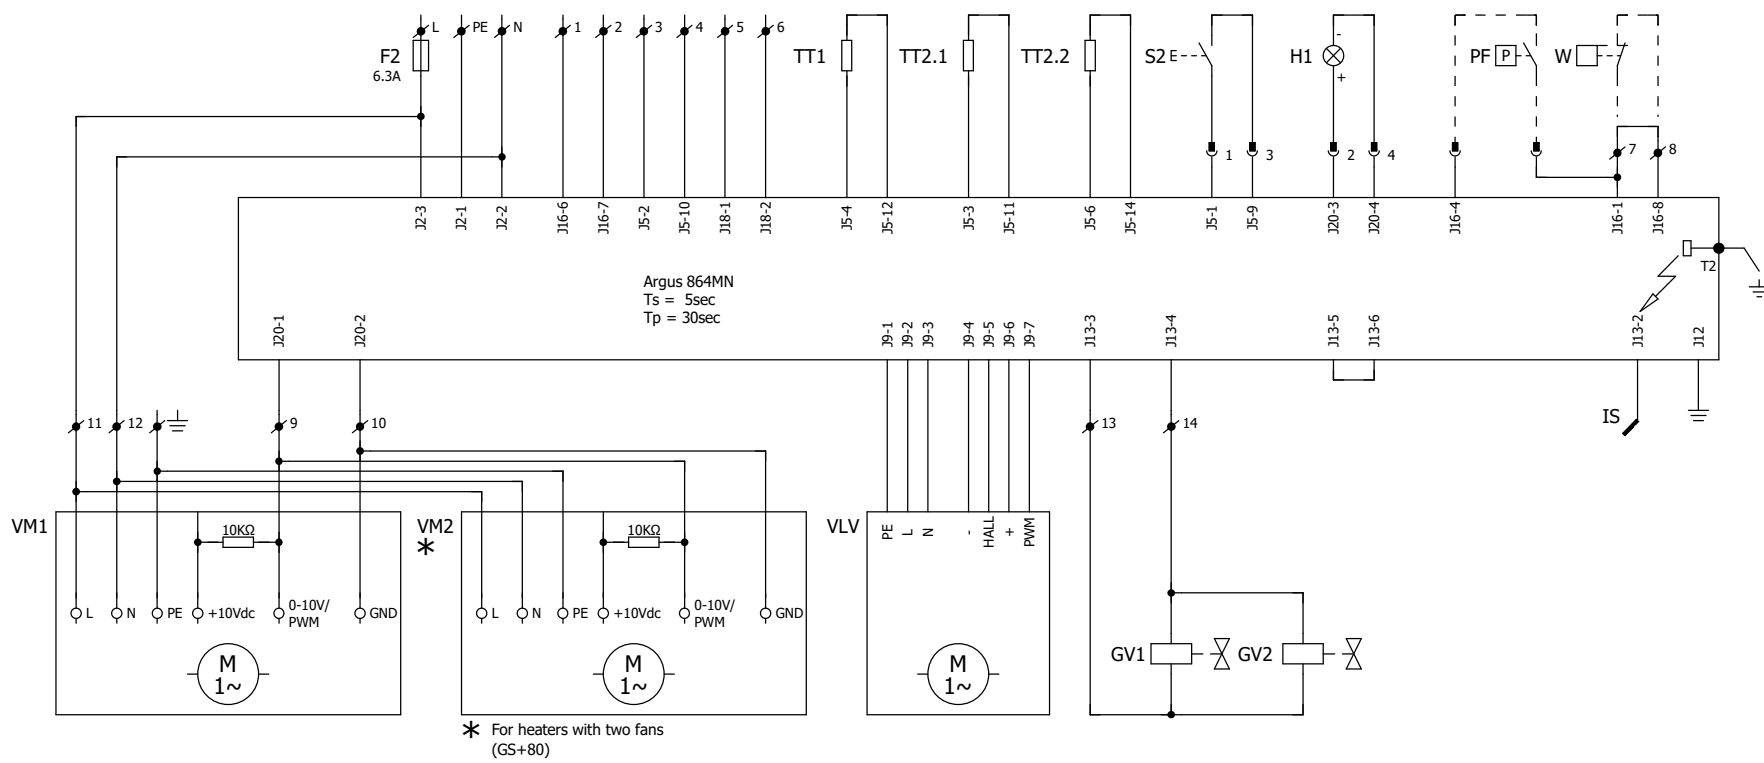 L PE N 1 2 3 4 5 6
F2
6.3A
TT1 TT2.1 TT2.2 S2 E H1 - + PF P W
1 3 2 4 7 8
J2-3 J2-1 J2-2 J16-6 J16-7 J5-2 J5-10 J18-1 J18-2 J5-4 J5-12 J5-3 J5-11 J5-6 J5-14 J5-1 J5-9 J20-3 J20-4 J16-4 J16-1 J16-8
T2
Argus 864MN
Ts = 5sec
Tp = 30sec
J20-1 J20-2 J9-1 J9-2 J9-3 J9-4 J9-5 J9-6 J9-7 J13-3 J13-4 J13-5 J13-6 J13-2 J12
11 12 9 10 13 14 IS
VM1
10KΩ
L N PE +10Vdc 0-10V/
PWM
GND
M
1~
VM2
*
10KΩ
L N PE +10Vdc 0-10V/
PWM
GND
M
1~
VLV
PE L N - HALL + PWM
M
1~
GV1 GV2
* For heaters with two fans
(GS+80)